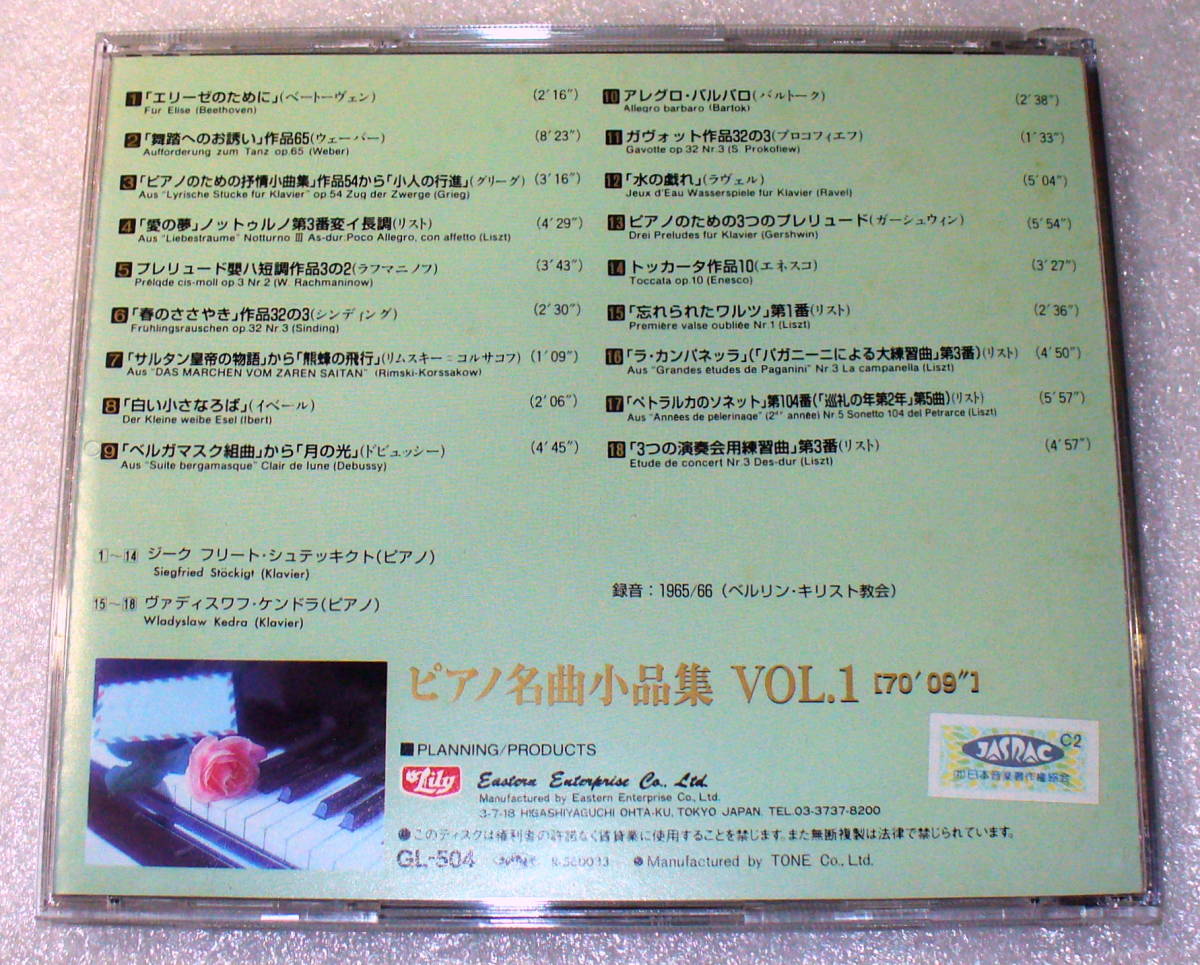 1 「エリーゼのために」(ベートーヴェン) (2′16″)
Fur Elise (Beethoven)
2 「舞踏へのお誘い」作品65(ウェーバー) (8′23″)
Aufforderung zum Tanz op.65 (Weber)
3 「ピアノのための抒情小曲集」作品54から「小人の行進」(グリーグ) (3′16″)
Aus "Lyrische Stücke fur Klavier" op.54 Zug der Zwerge (Grieg)
4 「愛の夢」ノットゥルノ第3番変イ長調(リスト) (4′29″)
Aus "Liebestraume" Notturno Ⅲ As-dur:Poco Allegro, con affetto (Liszt)
5 プレリュード嬰ハ短調作品3の2(ラフマニノフ) (3′43″)
Prélqde cis-moll op.3 Nr.2 (W. Rachmaninow)
6 「春のささやき」作品32の3(シンディング) (2′30″)
Frühlingsrauschen op.32 Nr.3 (Sinding)
7 「サルタン皇帝の物語」から「熊蜂の飛行」(リムスキー=コルサコフ) (1′09″)
Aus "DAS MARCHEN VOM ZAREN SAITAN" (Rimski-Korssakow)
8 「白い小さなろば」(イベール) (2′06″)
Der Kleine weibe Esel (Ibert)
9 「ベルガマスク組曲」から「月の光」(ドビュッシー) (4′45″)
Aus "Suite bergamasque" Clair de lune (Debussy)
10 アレグロ・バルバロ(バルトーク) (2′38″)
Allegro barbaro (Bartok)
11 ガヴォット作品32の3(プロコフィエフ) (1′33″)
Gavotte op.32 Nr.3 (S. Prokofiew)
12 「水の戯れ」(ラヴェル) (5′04″)
Jeux d'Eau Wasserspiele fur Klavier (Ravel)
13 ピアノのための3つのプレリュード(ガーシュウィン) (5′54″)
Drei Preludes fur Klavier (Gershwin)
14 トッカータ作品10(エネスコ) (3′27″)
Toccata op.10 (Enesco)
15 「忘れられたワルツ」第1番(リスト) (2′36″)
Première valse oubliée Nr.1 (Liszt)
16 「ラ・カンパネッラ」(「パガニーニによる大練習曲」第3番)(リスト) (4′50″)
Aus "Grandes études de Paganini" Nr.3 La campanella (Liszt)
17 「ペトラルカのソネット」第104番(「巡礼の年第2年」第5曲)(リスト) (5′57″)
Aus "Années de pèlerinage" (2 année) Nr.5 Sonetto 104 del Petrarce (Liszt)
18 「3つの演奏会用練習曲」第3番(リスト) (4′57″)
Etude de concert Nr.3 Des-dur (Liszt)
1～14 ジーク フリート・シュテッキクト(ピアノ)
Siegfried Stöckigt (Klavier)
15～18 ヴァディスワフ・ケンドラ(ピアノ)
Wladyslaw Kedra (Klavier)
録音：1965/66（ベルリン・キリスト教会）
ピアノ名曲小品集 VOL.1 [70′09″]
■PLANNING/PRODUCTS
Lily Eastern Enterprise Co., Ltd.
Manufactured by Eastern Enterprise Co., Ltd.
3-7-18 HIGASHIYAGUCHI OHTA-KU, TOKYO JAPAN. TEL.03-3737-8200
●このディスクは権利者の許諾なく賃貸業に使用することを禁じます。また無断複製は法律で禁じられています。
GL-504 ●Manufactured by TONE Co., Ltd.
JASRAC C2
(社)日本音楽著作権協会